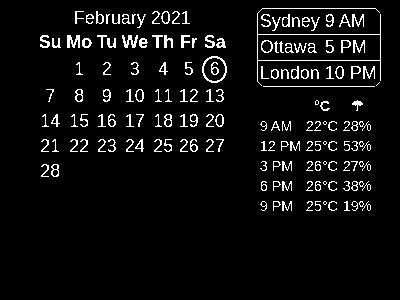 February 2021
Su Mo Tu We Th Fr Sa
1 2 3 4 5 6
7 8 9 10 11 12 13
14 15 16 17 18 19 20
21 22 23 24 25 26 27
28
Sydney 9 AM
Ottawa 5 PM
London 10 PM
°C ☂
9 AM 22°C 28%
12 PM 25°C 53%
3 PM 26°C 27%
6 PM 26°C 38%
9 PM 25°C 19%